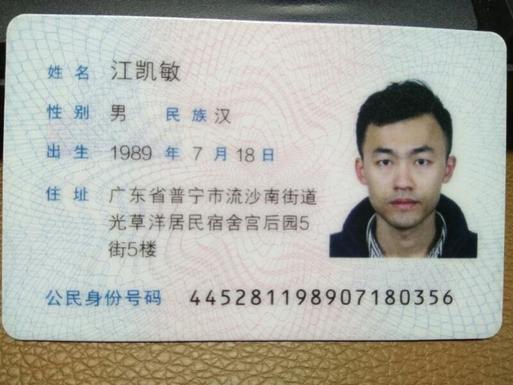 姓名 江凯敏
性别 男 民族 汉
出生 1989 年 7 月 18 日
住址 广东省普宁市流沙南街道
光草洋居民宿舍宫后园5
街5楼
公民身份号码 445281198907180356